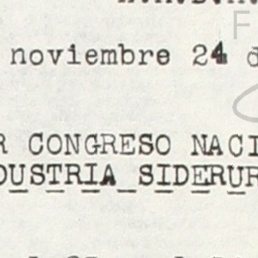 noviembre 24 d
R CONGRESO NACI
DUSTRIA SIDERUR